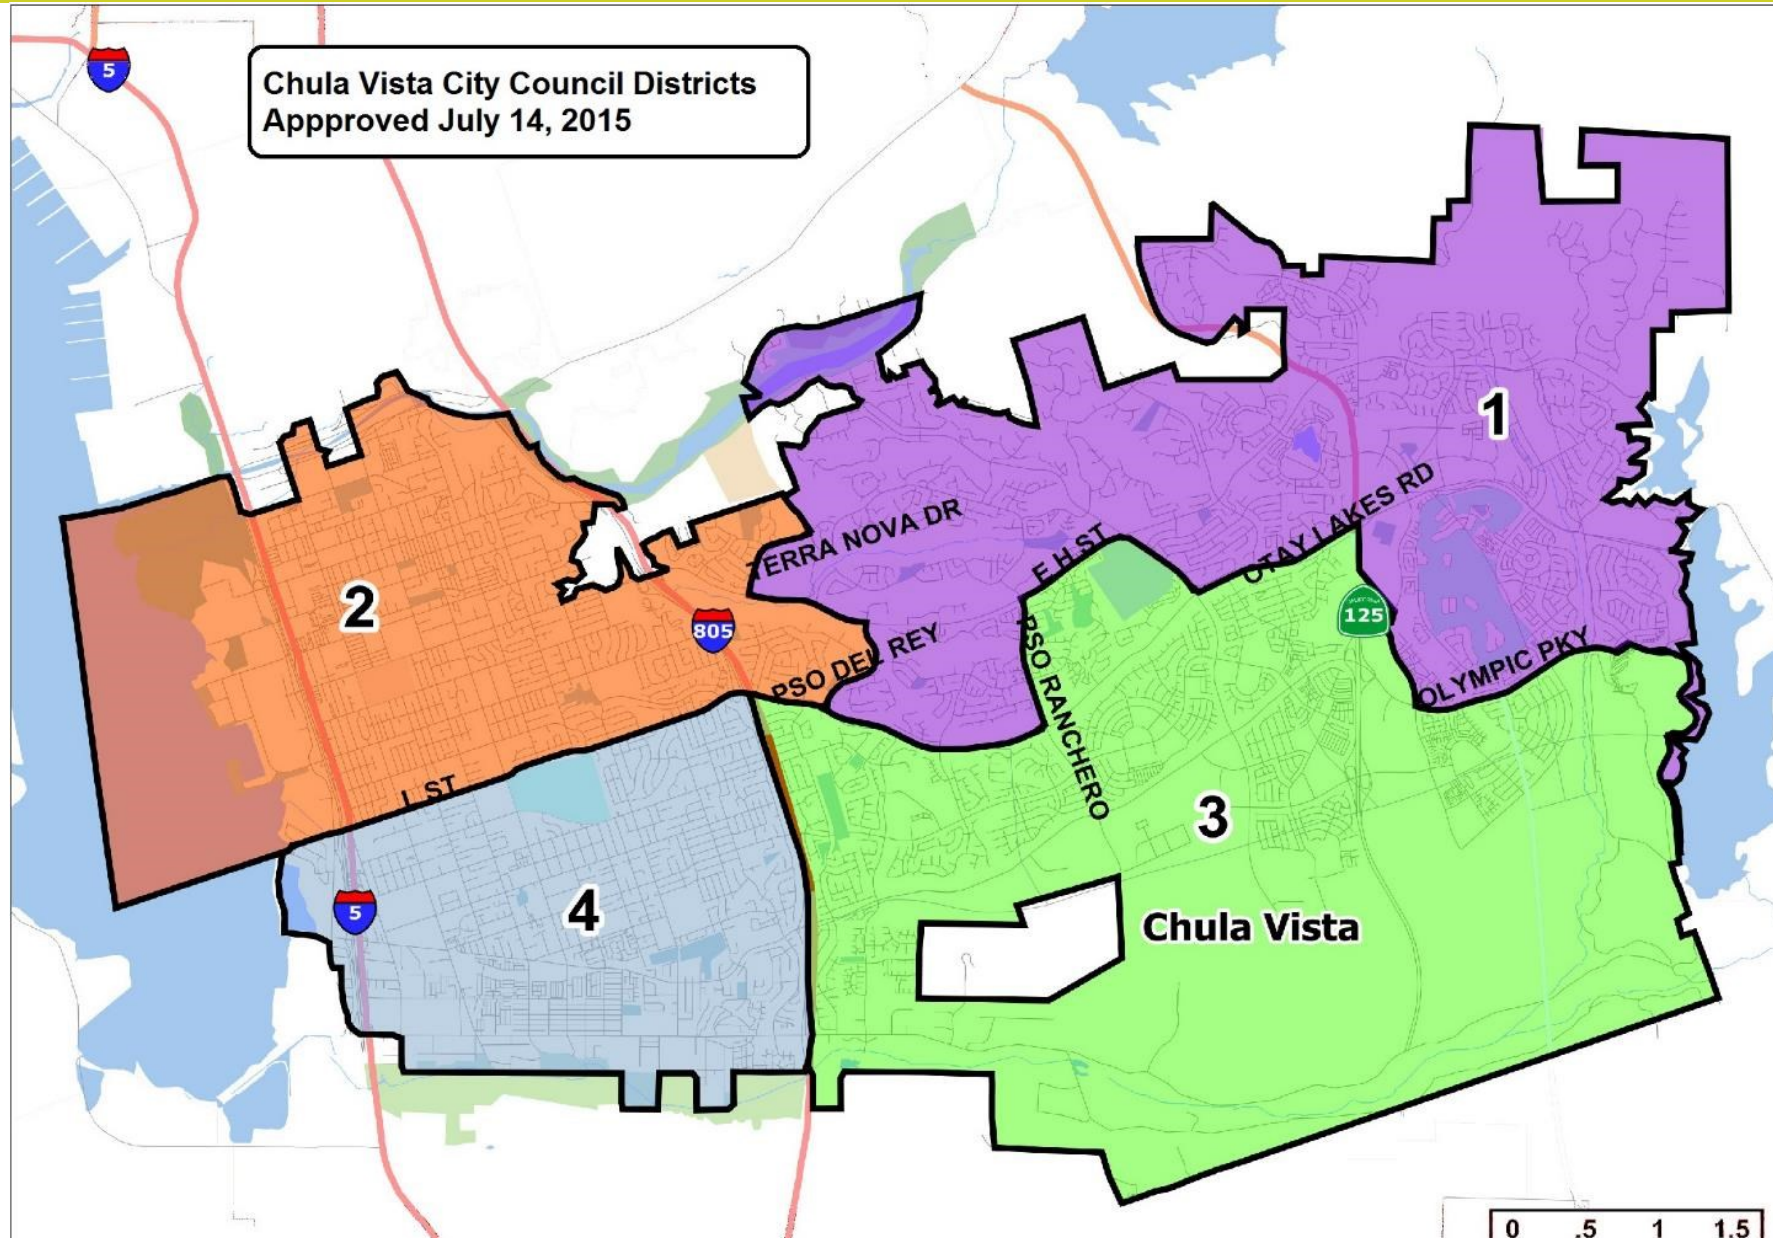 5
Chula Vista City Council Districts
Appproved July 14, 2015
1
OTAY LAKES RD
TERRA NOVA DR
E H ST
2
805
125
PSO DEL REY
PSO RANCHERO
OLYMPIC PKY
L ST
3
5
4
Chula Vista
0 .5 1 1.5